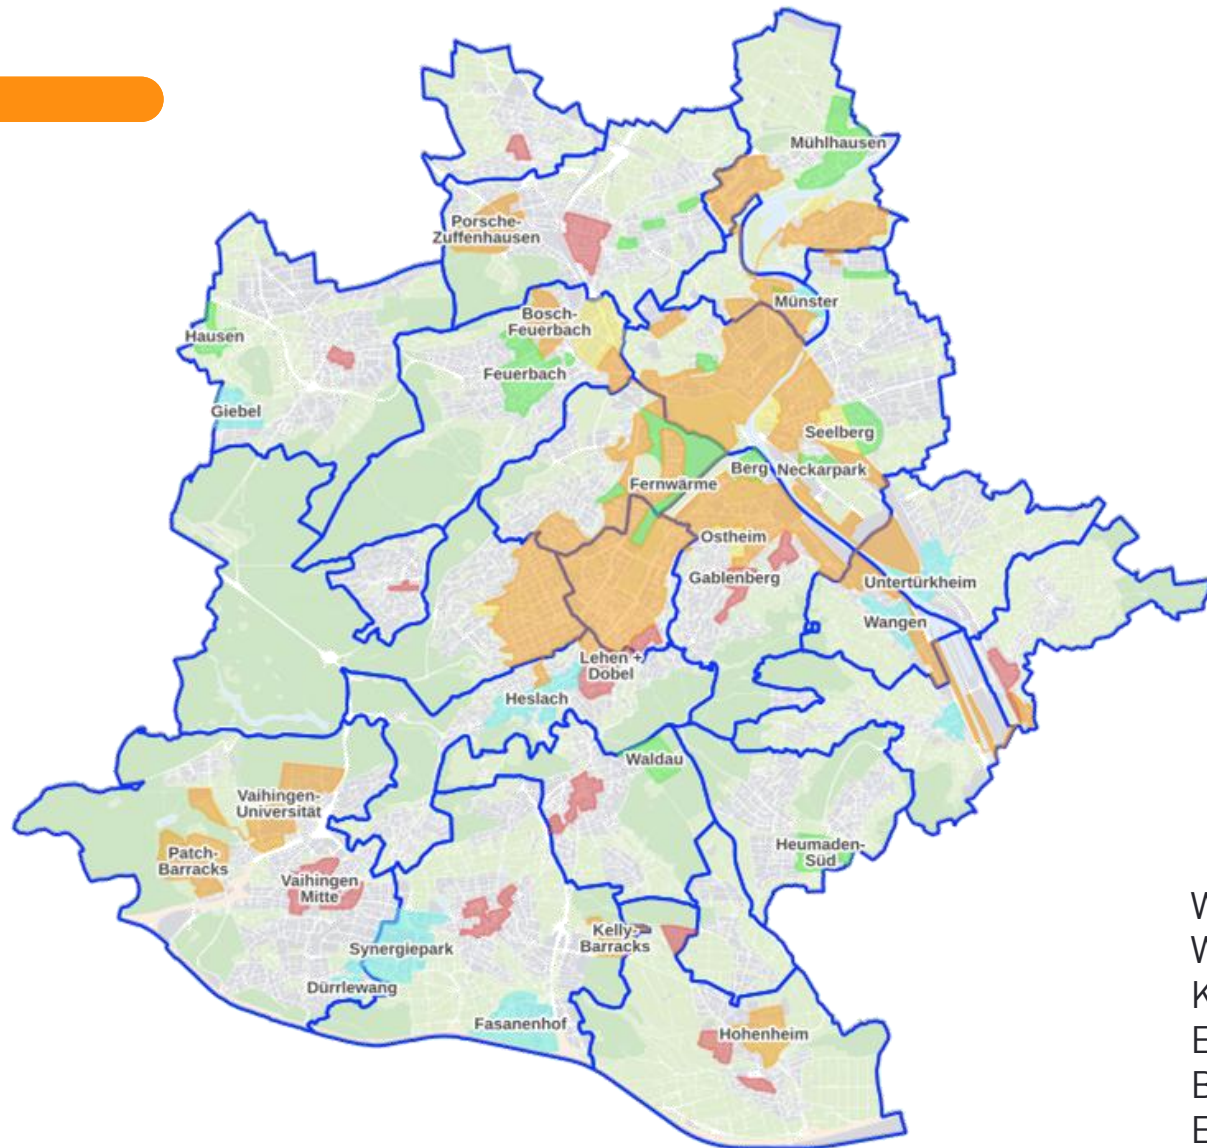 Mühlhausen
Porsche-
Zuffenhausen
Münster
Bosch-
Feuerbach
Hausen
Feuerbach
Giebel
Seelberg
Berg
Neckarpark
Fernwärme
Ostheim
Gablenberg
Untertürkheim
Wangen
Lehen +
Dobel
Heslach
Waldau
Vaihingen-
Universität
Patch-
Barracks
Heumaden-
Süd
Vaihingen
Mitte
Kelly-
Barracks
Synergiepark
Dürrlewang
Fasanenhof
Hohenheim
W
W
K
E
B
E